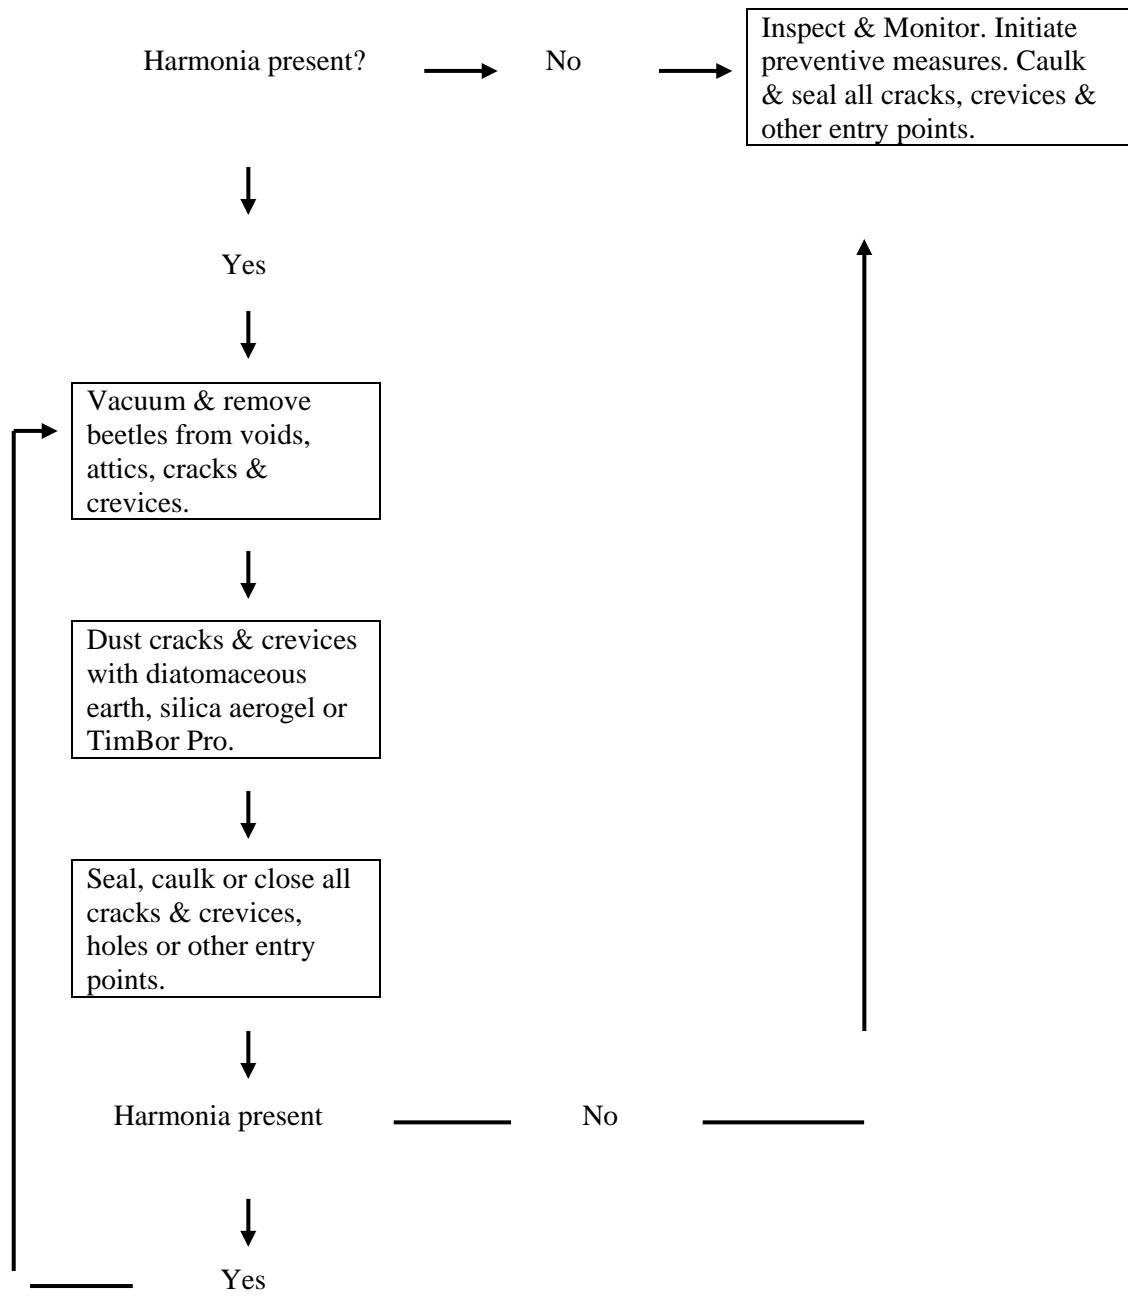 Harmonia present?
No
Inspect & Monitor. Initiate
preventive measures. Caulk
& seal all cracks, crevices &
other entry points.
Yes
Vacuum & remove
beetles from voids,
attics, cracks &
crevices.
Dust cracks & crevices
with diatomaceous
earth, silica aerogel or
TimBor Pro.
Seal, caulk or close all
cracks & crevices,
holes or other entry
points.
Harmonia present
No
Yes